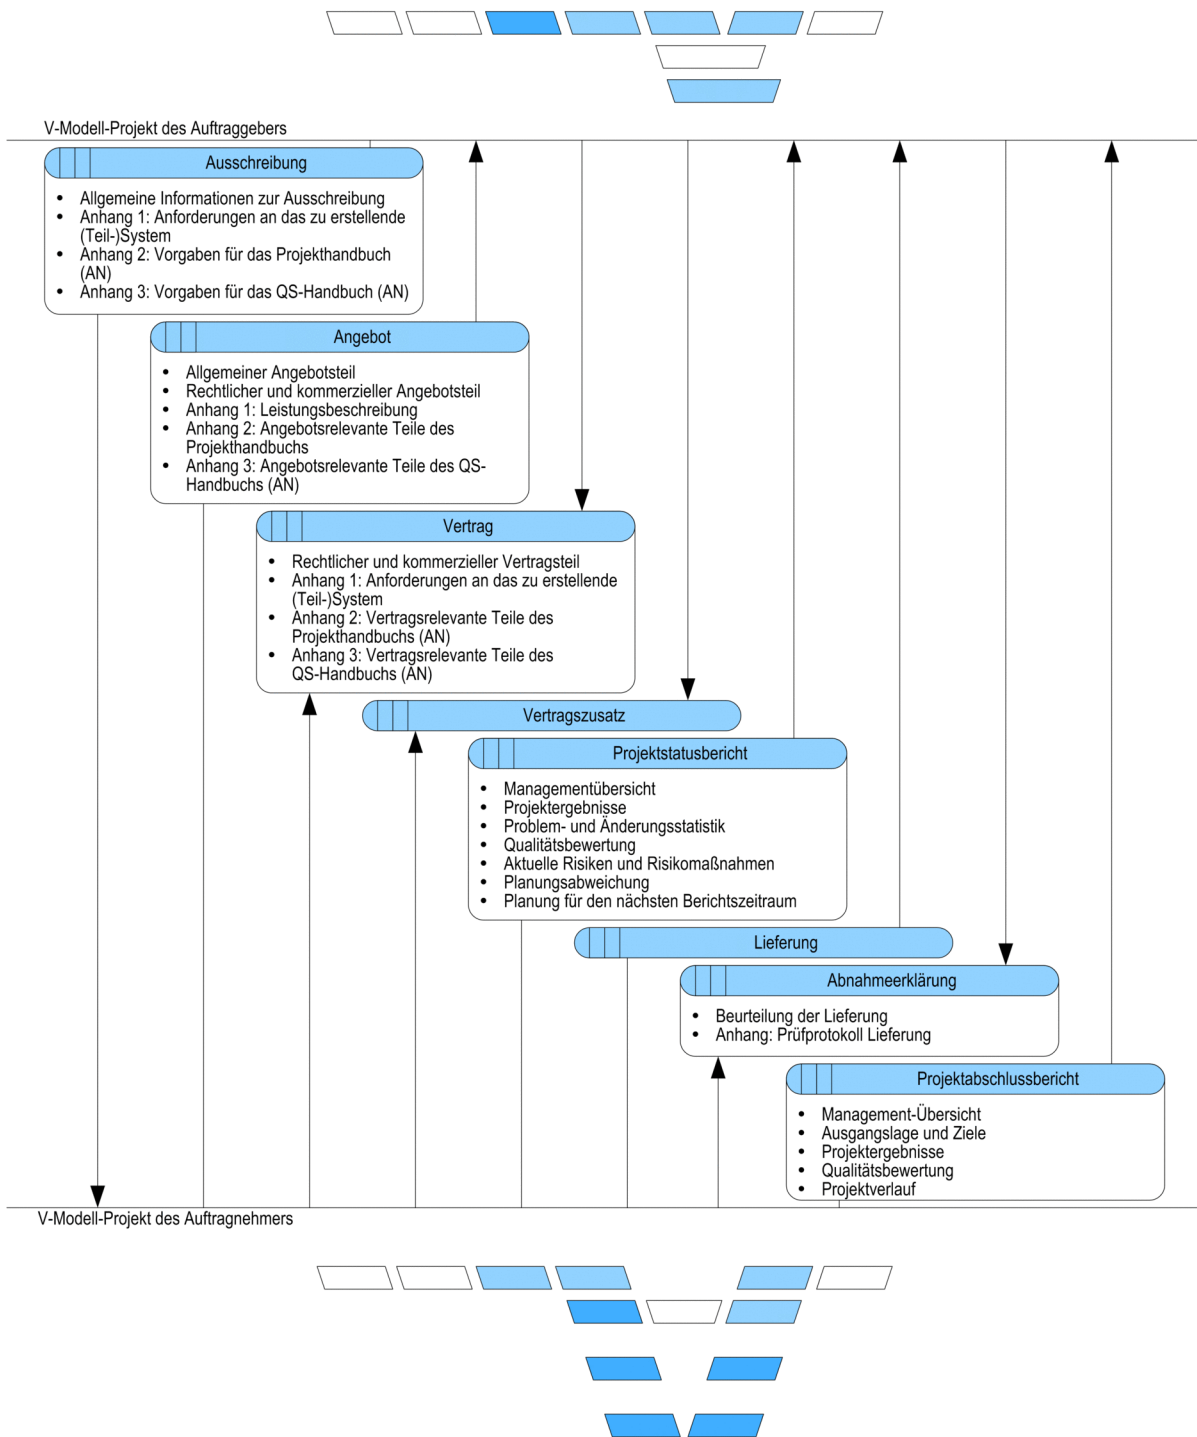 V-Modell-Projekt des Auftraggebers
Ausschreibung
• Allgemeine Informationen zur Ausschreibung
• Anhang 1: Anforderungen an das zu erstellende
(Teil-)System
• Anhang 2: Vorgaben für das Projekthandbuch
(AN)
• Anhang 3: Vorgaben für das QS-Handbuch (AN)
Angebot
• Allgemeiner Angebotsteil
• Rechtlicher und kommerzieller Angebotsteil
• Anhang 1: Leistungsbeschreibung
• Anhang 2: Angebotsrelevante Teile des
Projekthandbuchs
• Anhang 3: Angebotsrelevante Teile des QS-
Handbuchs (AN)
Vertrag
• Rechtlicher und kommerzieller Vertragsteil
• Anhang 1: Anforderungen an das zu erstellende
(Teil-)System
• Anhang 2: Vertragsrelevante Teile des
Projekthandbuchs (AN)
• Anhang 3: Vertragsrelevante Teile des
QS-Handbuchs (AN)
Vertragszusatz
Projektstatusbericht
• Managementübersicht
• Projektergebnisse
• Problem- und Änderungsstatistik
• Qualitätsbewertung
• Aktuelle Risiken und Risikomaßnahmen
• Planungsabweichung
• Planung für den nächsten Berichtszeitraum
Lieferung
Abnahmeerklärung
• Beurteilung der Lieferung
• Anhang: Prüfprotokoll Lieferung
Projektabschlussbericht
• Management-Übersicht
• Ausgangslage und Ziele
• Projektergebnisse
• Qualitätsbewertung
• Projektverlauf
V-Modell-Projekt des Auftragnehmers